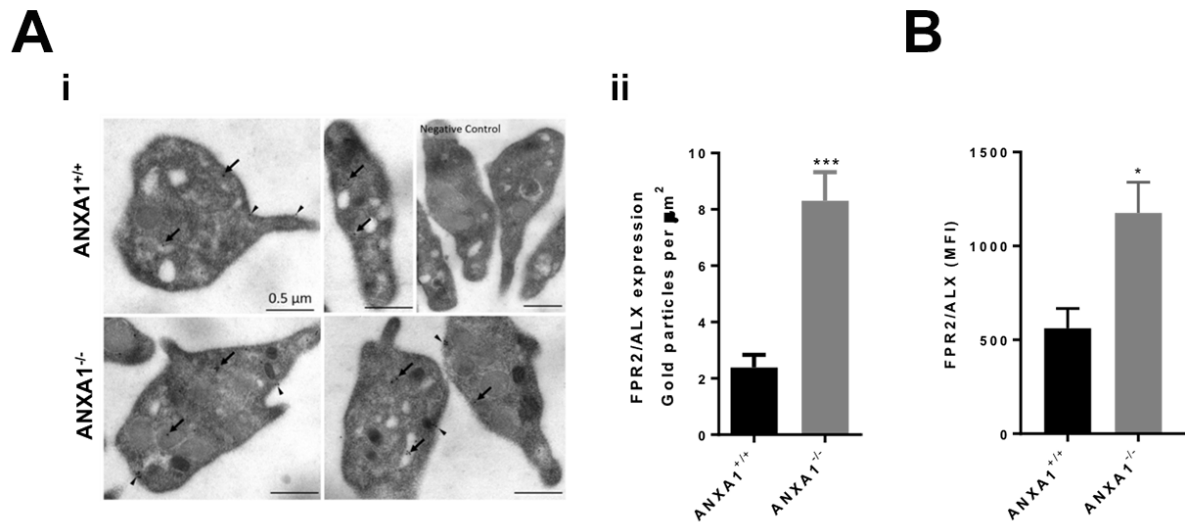 A
B
i
ii
ANXA1+/+
Negative Control
0.5 µm
ANXA1-/-
FPR2/ALX expression
Gold particles per µm2
10
8
6
4
2
0
***
ANXA1+/+
ANXA1-/-
FPR2/ALX (MFI)
1500
1000
500
0
*
ANXA1+/+
ANXA1-/-